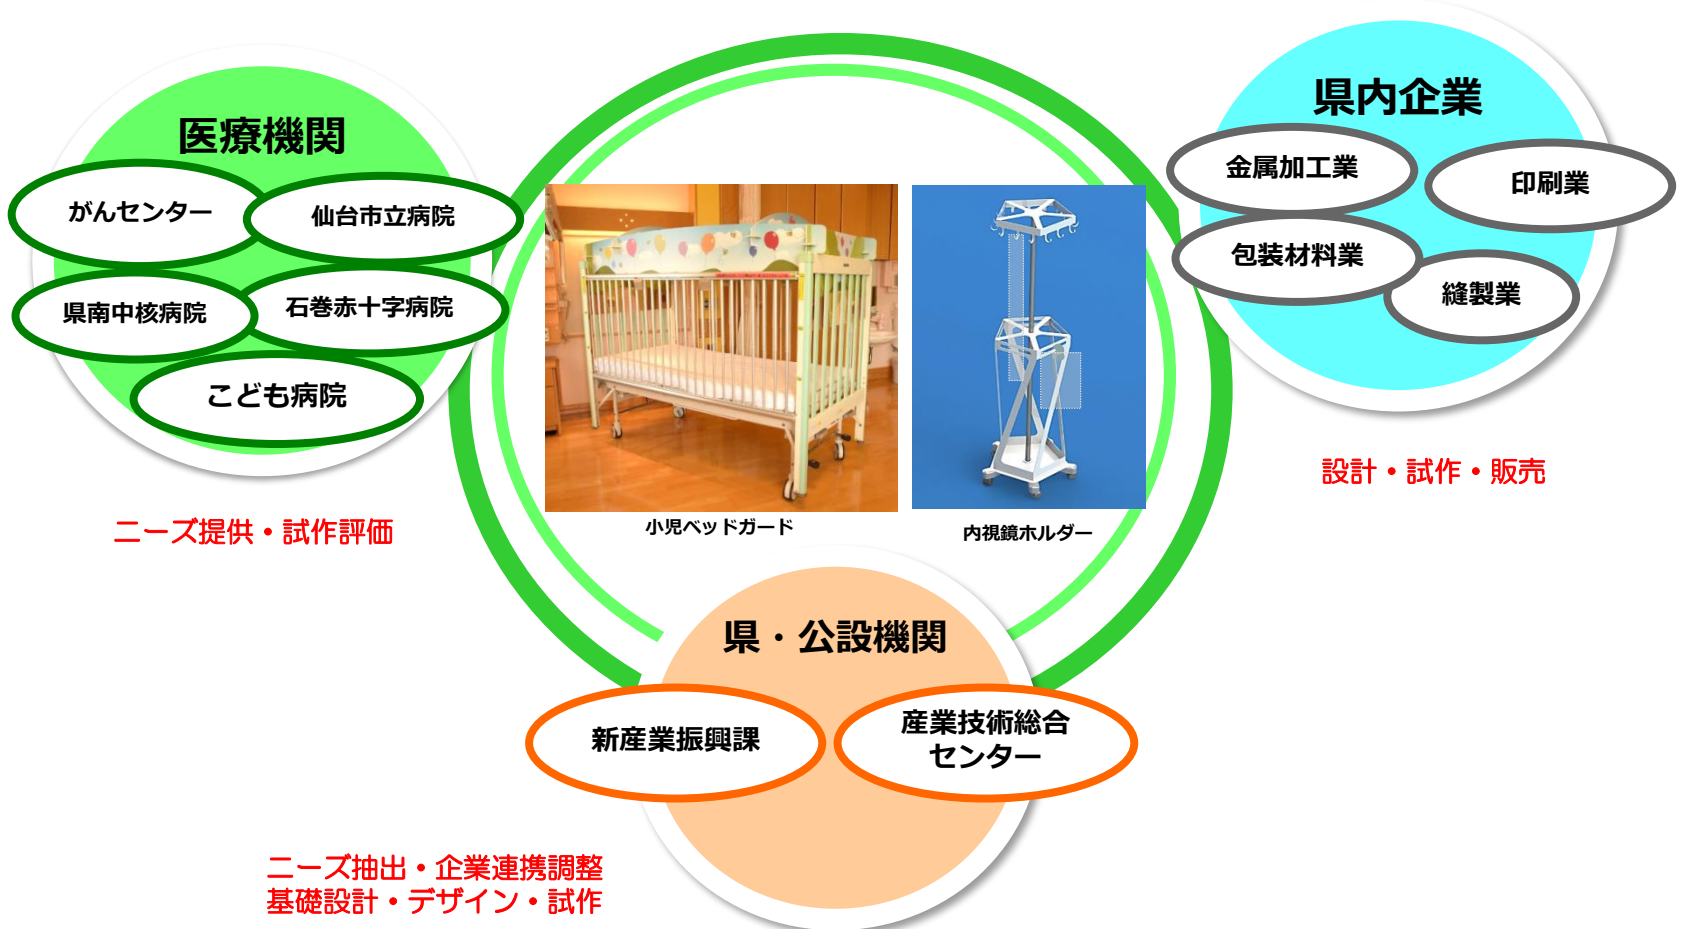 医療機関
がんセンター
仙台市立病院
県南中核病院
石巻赤十字病院
こども病院
ニーズ提供・試作評価
小児ベッドガード
内視鏡ホルダー
県内企業
金属加工業
印刷業
包装材料業
縫製業
設計・試作・販売
県・公設機関
新産業振興課
産業技術総合
センター
ニーズ抽出・企業連携調整
基礎設計・デザイン・試作